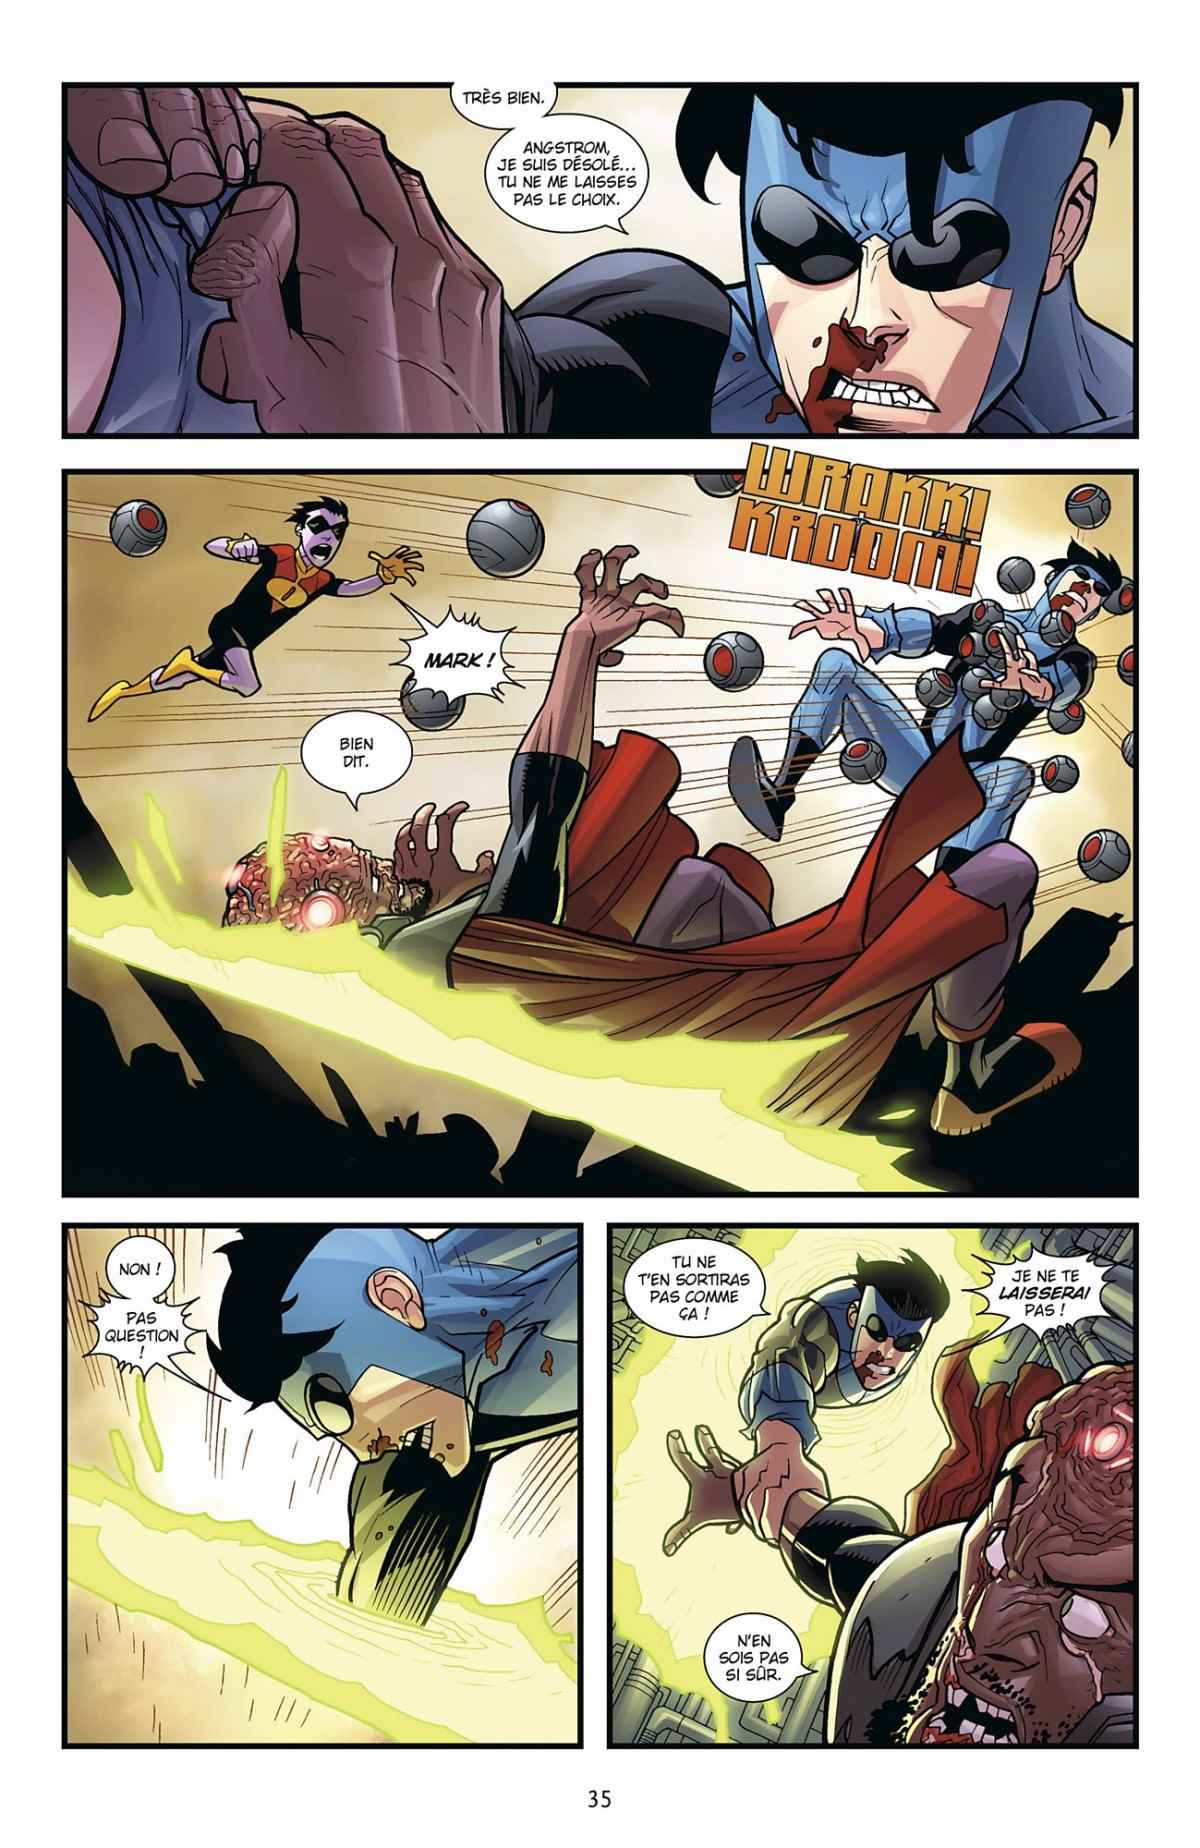 TRÈS BIEN.
ANGSTROM,
JE SUIS DÉSOLÉ...
TU NE ME LAISSES
PAS LE CHOIX.
WRAKK!
KROOM!
MARK !
BIEN
DIT.
NON !
PAS
QUESTION
!
TU NE
T'EN SORTIRAS
PAS COMME
ÇA !
JE NE TE
LAISSERAI
PAS !
N'EN
SOIS PAS
SI SÛR.
35